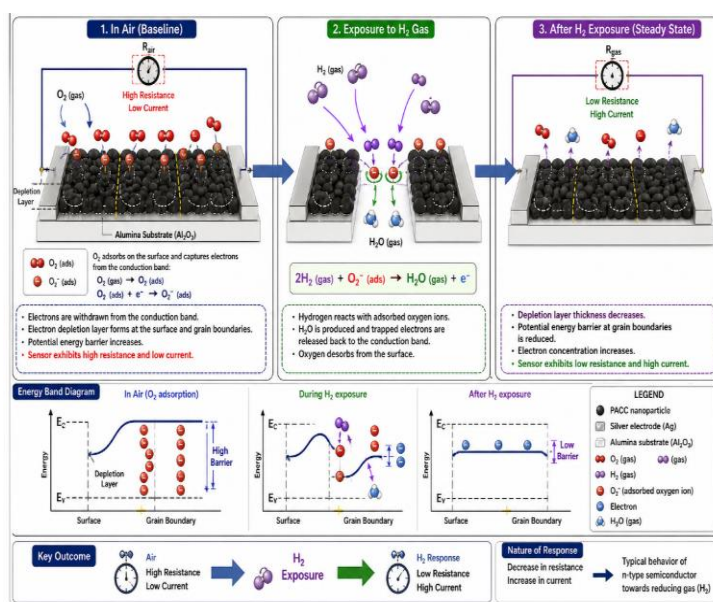 1. In Air (Baseline)
R_air
High Resistance
Low Current
O₂ (gas)
Depletion
Layer
Alumina Substrate (Al₂O₃)
O₂ (ads)
O₂⁻ (ads)
O₂ adsorbs on the surface and captures electrons
from the conduction band:
O₂ (gas) → O₂ (ads)
O₂ (ads) + e⁻ → O₂⁻ (ads)
• Electrons are withdrawn from the conduction band.
• Electron depletion layer forms at the surface and grain boundaries.
• Potential energy barrier increases.
• Sensor exhibits high resistance and low current.
2. Exposure to H₂ Gas
H₂ (gas)
H₂O (gas)
2H₂ (gas) + O₂⁻ (ads) → H₂O (gas) + e⁻
• Hydrogen reacts with adsorbed oxygen ions.
• H₂O is produced and trapped electrons are
released back to the conduction band.
• Oxygen desorbs from the surface.
3. After H₂ Exposure (Steady State)
R_gas
Low Resistance
High Current
• Depletion layer thickness decreases.
• Potential energy barrier at grain boundaries
is reduced.
• Electron concentration increases.
• Sensor exhibits low resistance and high current.
Energy Band Diagram
In Air (O₂ adsorption)
E_C
Energy
Depletion
Layer
E_V
High
Barrier
Surface
Grain Boundary
During H₂ exposure
E_C
Energy
E_V
Surface
Grain Boundary
After H₂ exposure
E_C
Energy
Low
Barrier
E_V
Surface
Grain Boundary
LEGEND
PACC nanoparticle
Silver electrode (Ag)
Alumina substrate (Al₂O₃)
O₂ (gas)
(gas)
H₂ (gas)
O₂⁻ (adsorbed oxygen ion)
Electron
H₂O (gas)
Key Outcome
Air
High Resistance
Low Current
H₂
Exposure
H₂ Response
Low Resistance
High Current
Nature of Response
Decrease in resistance
Increase in current
Typical behavior of
n-type semiconductor
towards reducing gas (H₂)